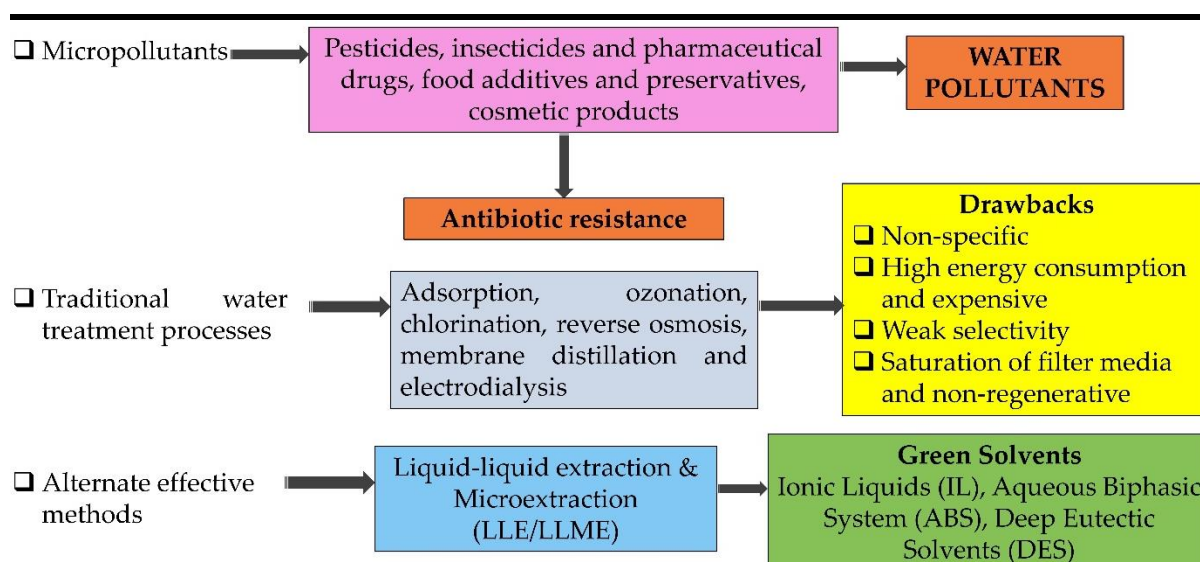 ❑ Micropollutants
Pesticides, insecticides and pharmaceutical
drugs, food additives and preservatives,
cosmetic products
WATER
POLLUTANTS
Antibiotic resistance
❑ Traditional water
treatment processes
Adsorption, ozonation,
chlorination, reverse osmosis,
membrane distillation and
electrodialysis
Drawbacks
❑ Non-specific
❑ High energy consumption
and expensive
❑ Weak selectivity
❑ Saturation of filter media
and non-regenerative
❑ Alternate effective
methods
Liquid-liquid extraction &
Microextraction
(LLE/LLME)
Green Solvents
Ionic Liquids (IL), Aqueous Biphasic
System (ABS), Deep Eutectic
Solvents (DES)